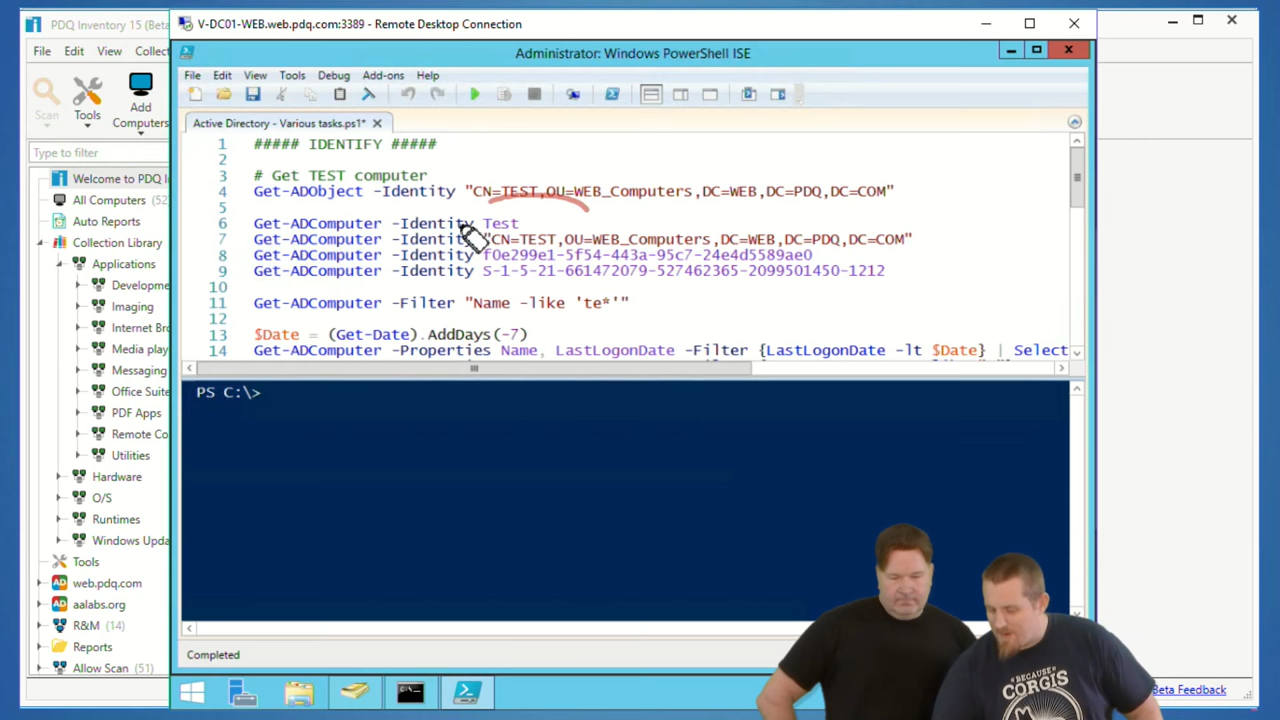 PDQ Inventory 15 (Beta
V-DC01-WEB.web.pdq.com:3389 - Remote Desktop Connection
File Edit View Collect
Scan
Tools
Add
Computers
Type to filter
Welcome to PDQ In
All Computers (52
Auto Reports
Collection Library
Applications
Developme
Imaging
Internet Bro
Media play
Messaging
Office Suite
PDF Apps
Remote Co
Utilities
Hardware
O/S
Runtimes
Windows Upda
Tools
AD web.pdq.com
AD aalabs.org
R&M (14)
Reports
Allow Scan (51)
Administrator: Windows PowerShell ISE
File Edit View Tools Debug Add-ons Help
Active Directory - Various tasks.ps1*
1 ##### IDENTIFY #####
2
3 # Get TEST computer
4 Get-ADObject -Identity "CN=TEST,OU=WEB_Computers,DC=WEB,DC=PDQ,DC=COM"
5
6 Get-ADComputer -Identity Test
7 Get-ADComputer -Identity "CN=TEST,OU=WEB_Computers,DC=WEB,DC=PDQ,DC=COM"
8 Get-ADComputer -Identity f0e299e1-5f54-443a-95c7-24e4d5589ae0
9 Get-ADComputer -Identity S-1-5-21-661472079-527462365-2099501450-1212
10
11 Get-ADComputer -Filter "Name -like 'te*'"
12
13 $Date = (Get-Date).AddDays(-7)
14 Get-ADComputer -Properties Name, LastLogonDate -Filter {LastLogonDate -lt $Date} | Select
PS C:\>
Completed
BECAUSE
CORGIS
Beta Feedback